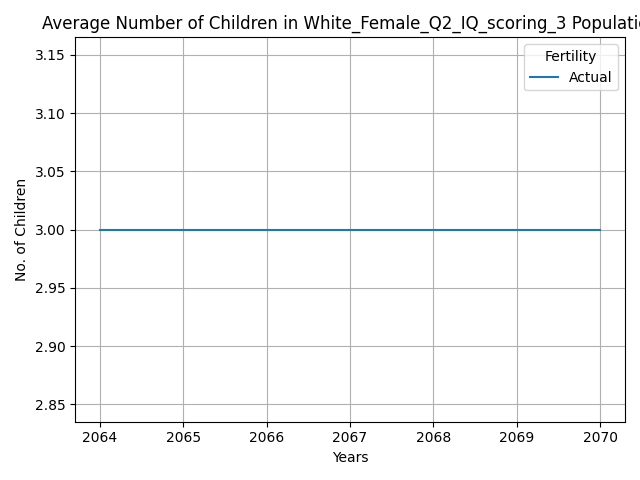 Average Number of Children in White_Female_Q2_IQ_scoring_3 Populatio
3.15
3.10
3.05
3.00
2.95
2.90
2.85
No. of Children
Fertility
Actual
2064 2065 2066 2067 2068 2069 2070
Years